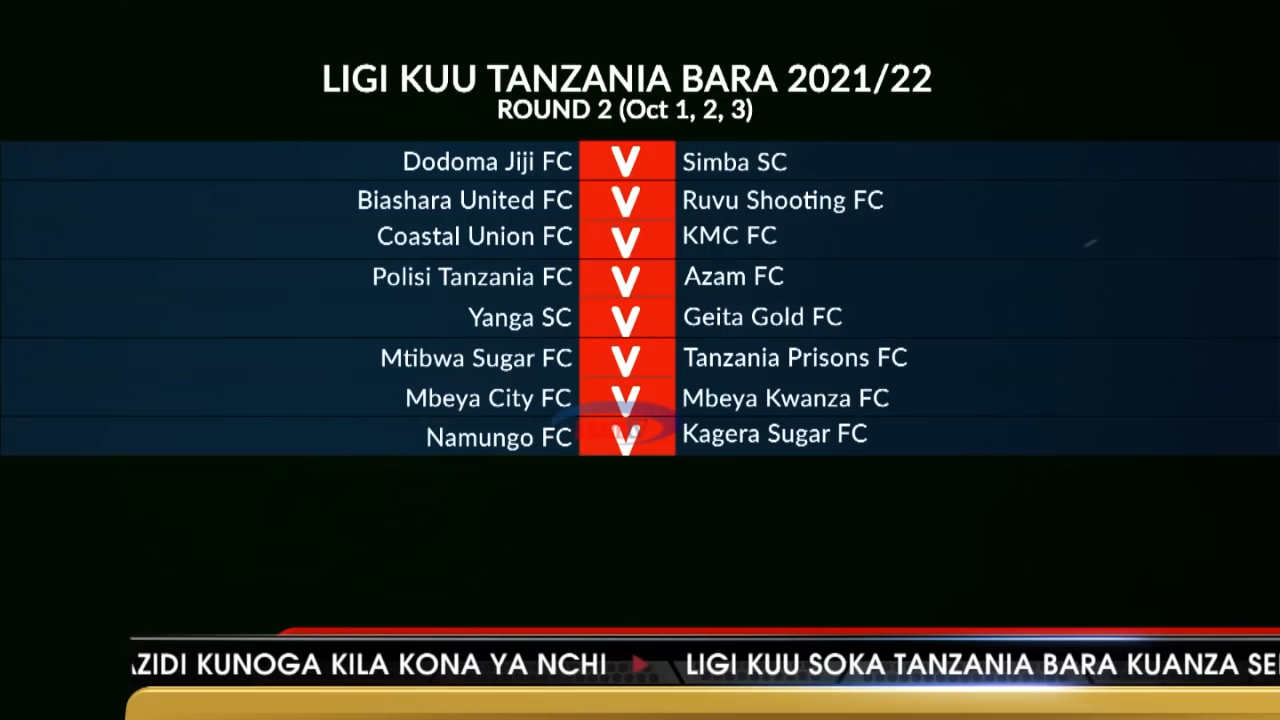 LIGI KUU TANZANIA BARA 2021/22
ROUND 2 (Oct 1, 2, 3)
Dodoma Jiji FC V Simba SC
Biashara United FC V Ruvu Shooting FC
Coastal Union FC V KMC FC
Polisi Tanzania FC V Azam FC
Yanga SC V Geita Gold FC
Mtibwa Sugar FC V Tanzania Prisons FC
Mbeya City FC V Mbeya Kwanza FC
Namungo FC V Kagera Sugar FC
KUNOGA KILA KONA YA NCHI LIGI KUU SOKA TANZANIA BARA KUANZA